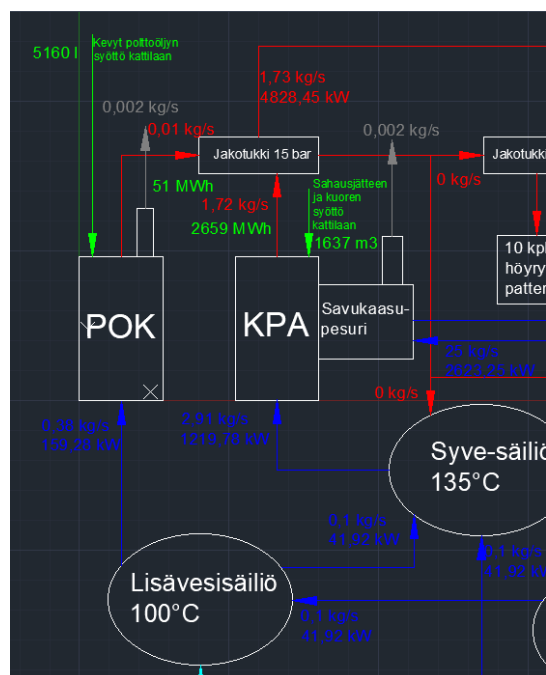 5160 l
Kevyt polttoöljyn
syöttö kattilaan
1,73 kg/s
4828,45 kW
0,002 kg/s
0,01 kg/s
0,002 kg/s
Jakotukki 15 bar
Jakotukki
51 MWh
1,72 kg/s
2659 MWh
Sahausjätteen
ja kuoren
syöttö
kattilaan
1637 m3
0 kg/s
10 kpl
höyry
patter
POK
KPA
Savukaasu-
pesuri
25 kg/s
2623,25 kW
0,38 kg/s
159,28 kW
2,91 kg/s
1219,78 kW
0 kg/s
Syve-säiliö
135°C
0,1 kg/s
41,92 kW
0,1 kg/s
41,92 kW
Lisävesisäiliö
100°C
0,1 kg/s
41,92 kW